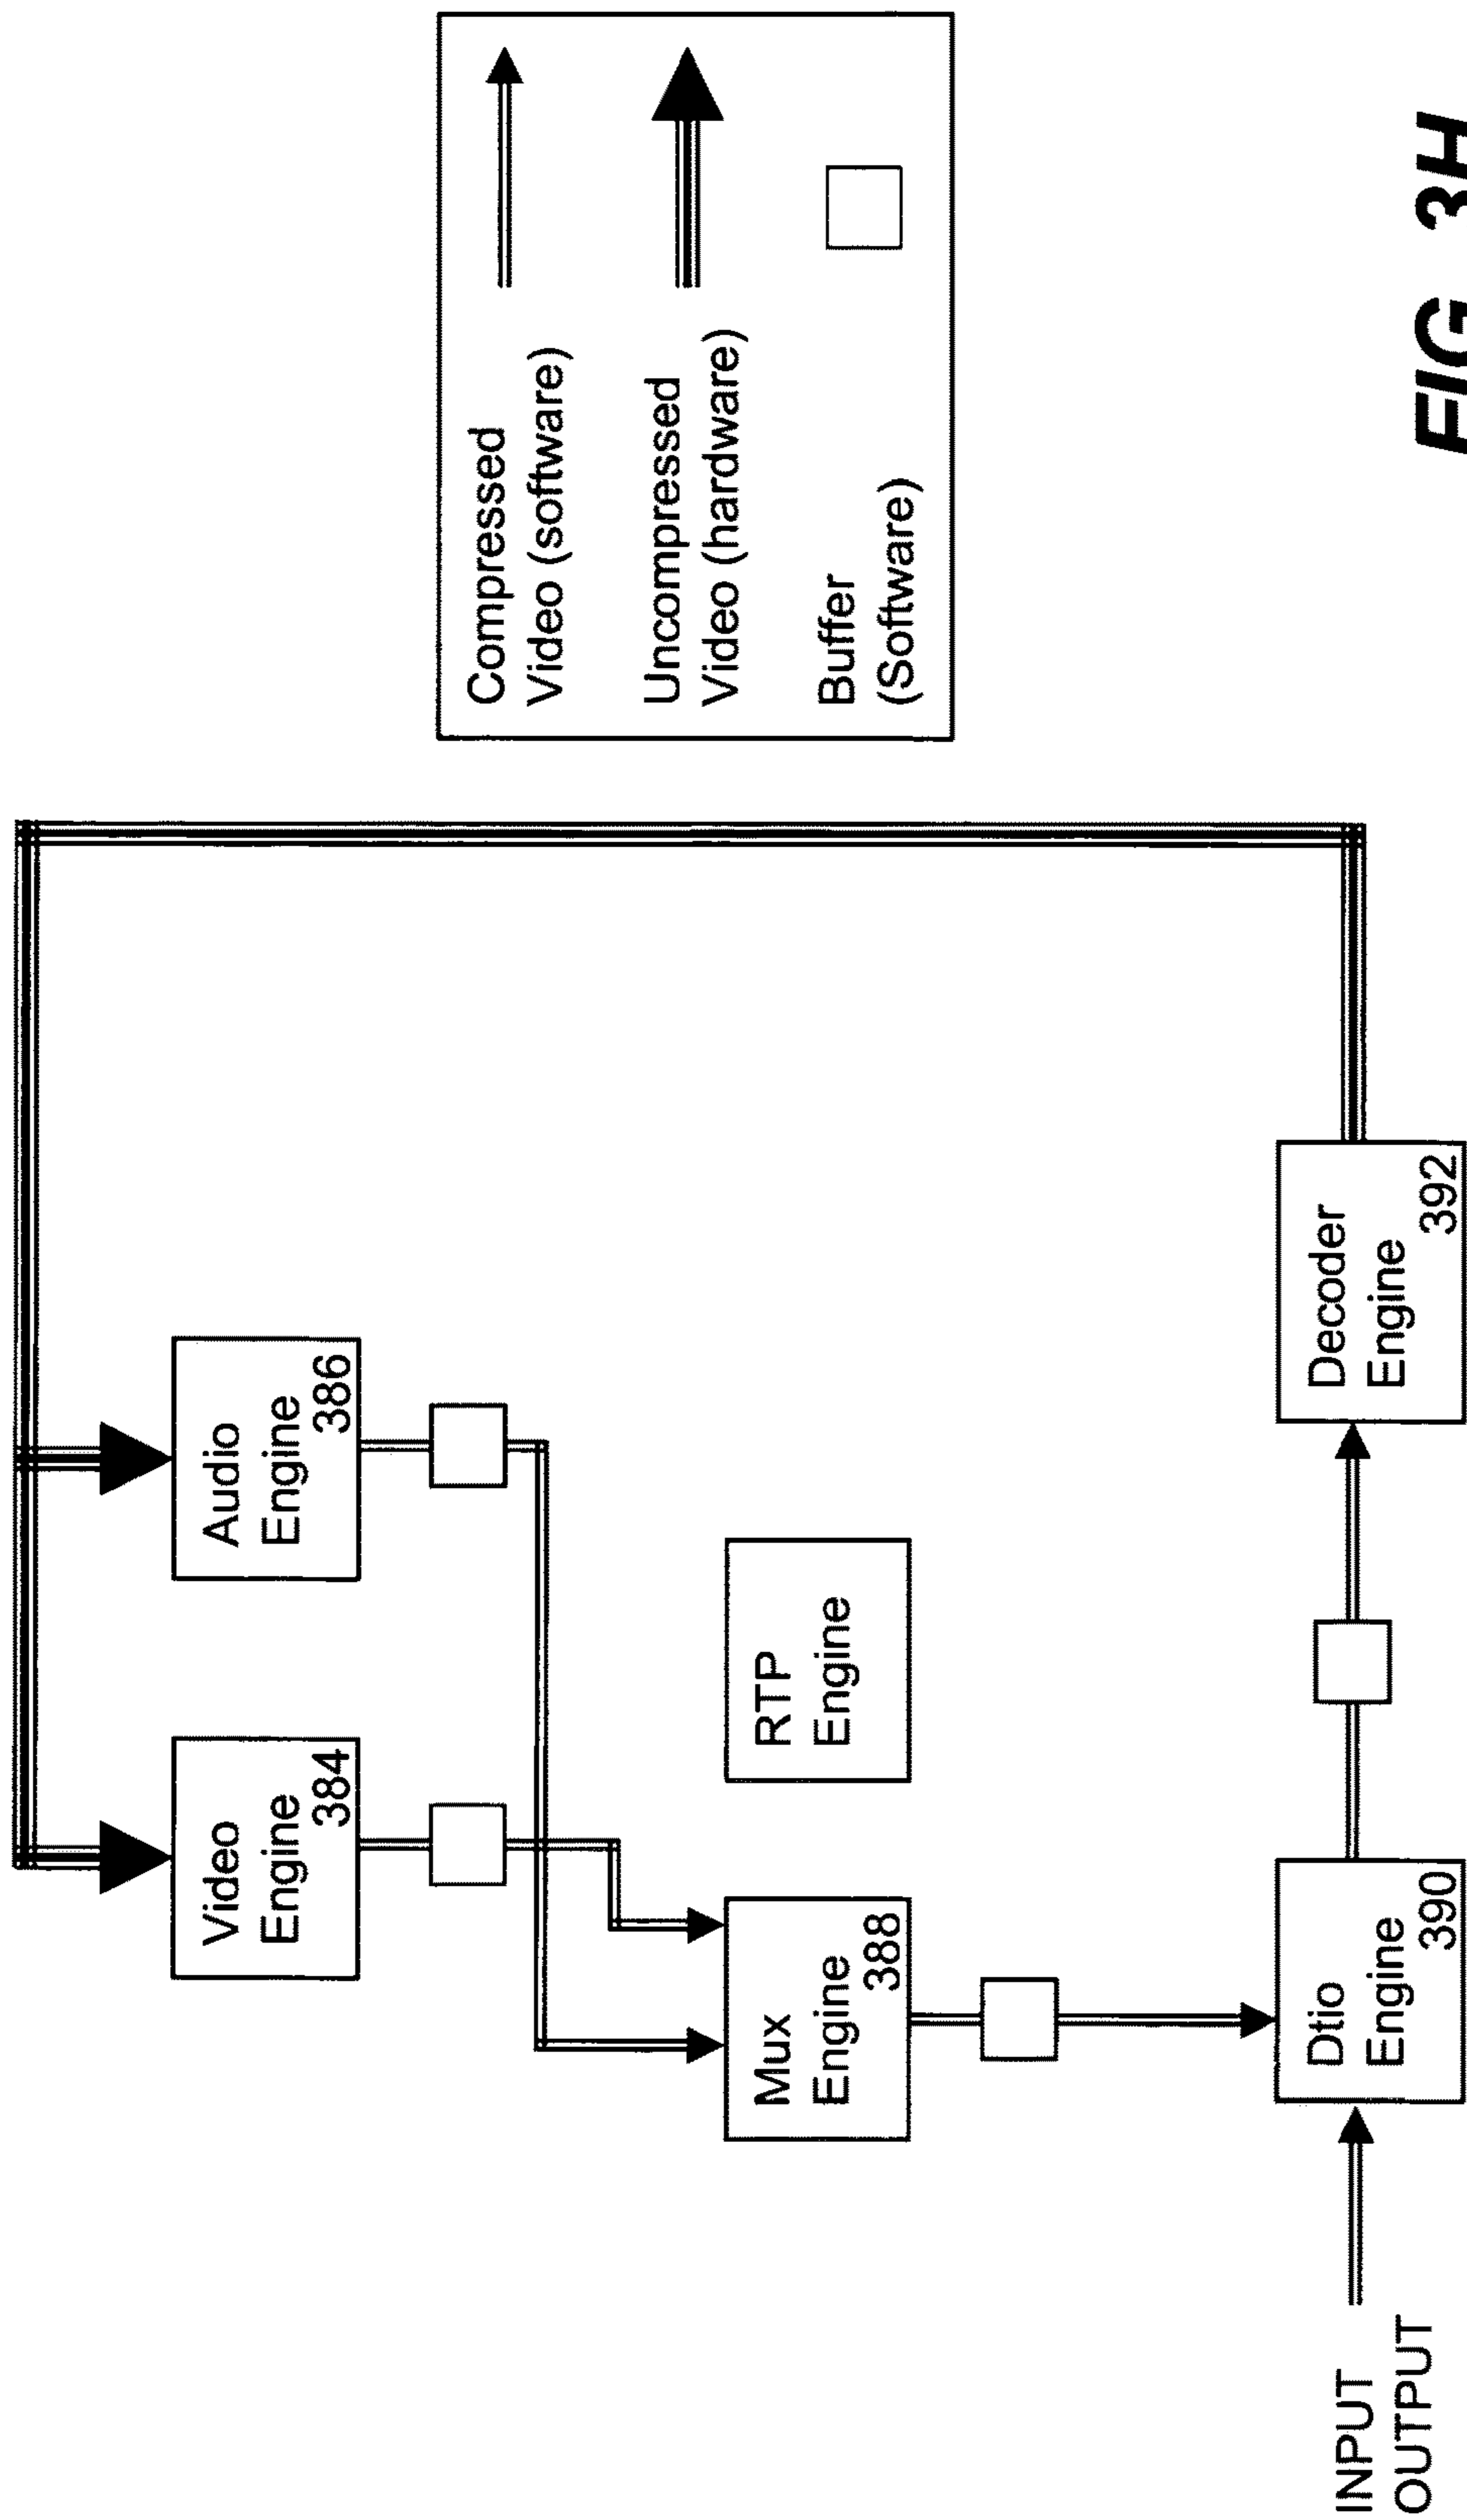 Video
Engine
384
Audio
Engine
386
Mux
Engine
388
RTP
Engine
INPUT
OUTPUT
Dtio
Engine
390
Decoder
Engine
392
Compressed
Video (software)
Uncompressed
Video (hardware)
Buffer
(Software)
FIG 3H